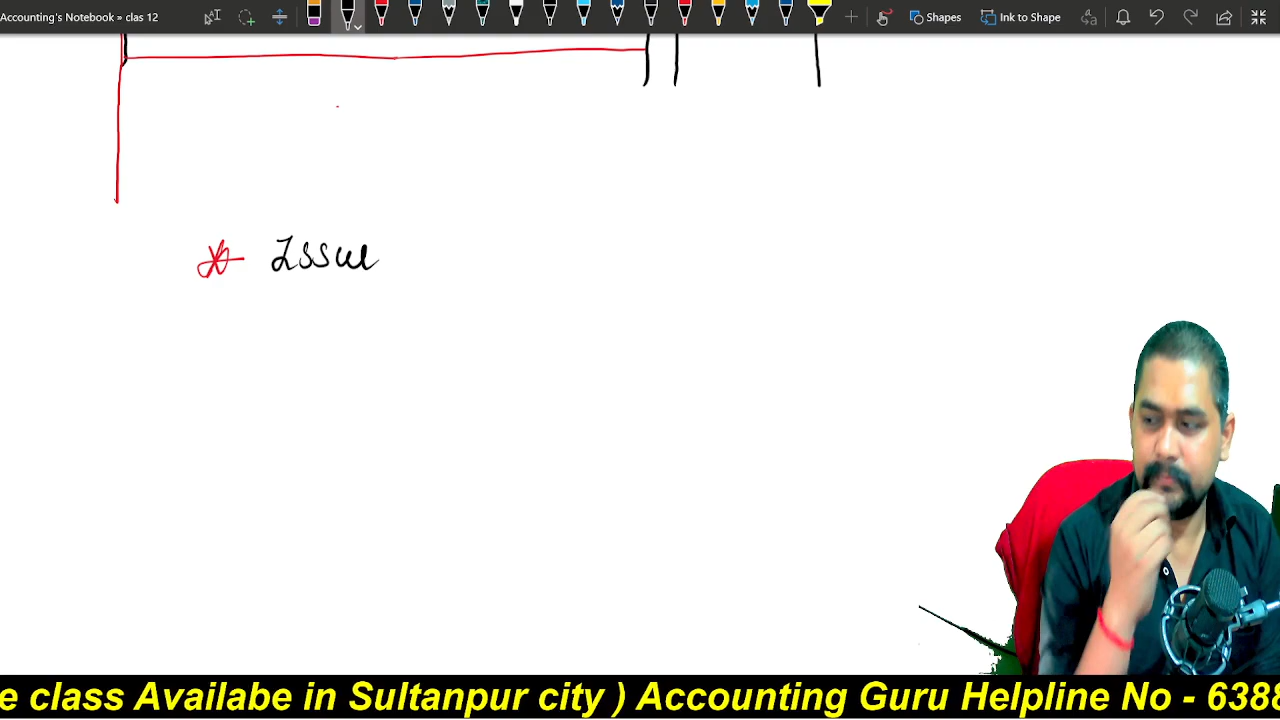 Accounting's Notebook » clas 12
Shapes
Ink to Shape
Issue
e class Availabe in Sultanpur city ) Accounting Guru Helpline No - 6388